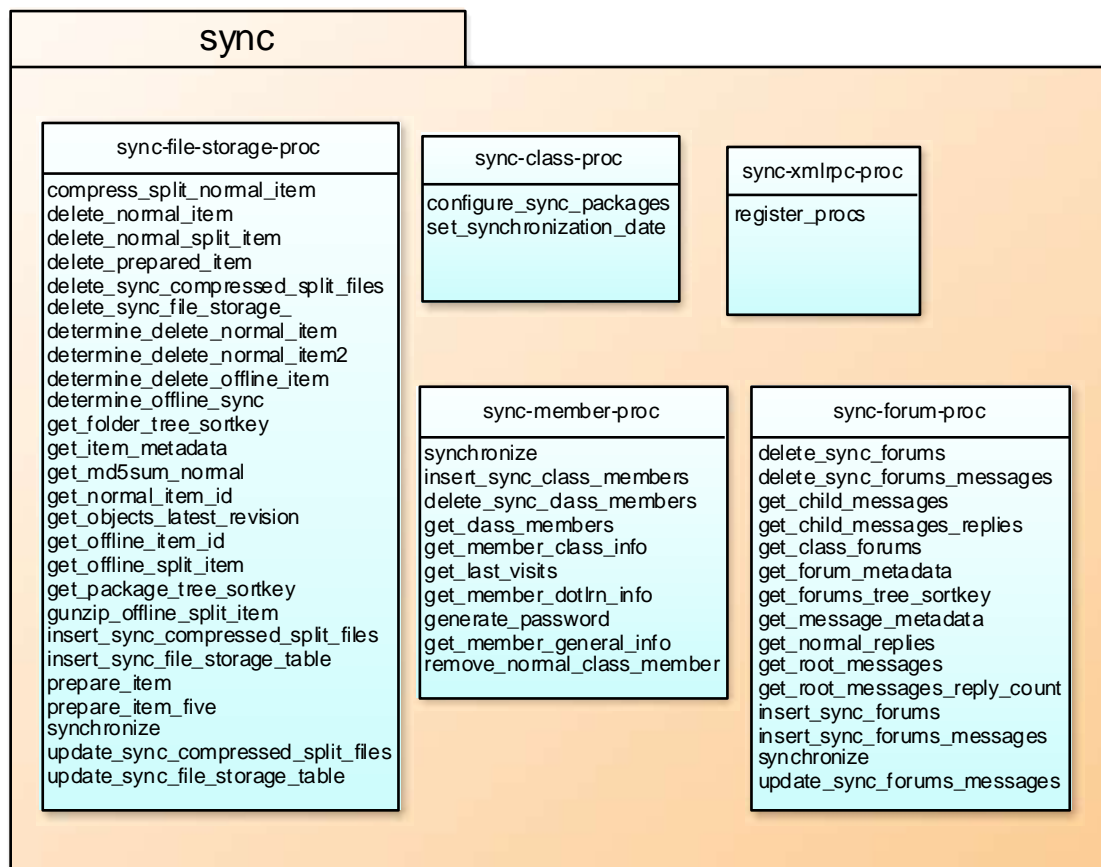 sync
sync-file-storage-proc
compress_split_normal_item
delete_normal_item
delete_normal_split_item
delete_prepared_item
delete_sync_compressed_split_files
delete_sync_file_storage_
determine_delete_normal_item
determine_delete_normal_item2
determine_delete_offline_item
determine_offline_sync
get_folder_tree_sortkey
get_item_metadata
get_md5sum_normal
get_normal_item_id
get_objects_latest_revision
get_offline_item_id
get_offline_split_item
get_package_tree_sortkey
gunzip_offline_split_item
insert_sync_compressed_split_files
insert_sync_file_storage_table
prepare_item
prepare_item_five
synchronize
update_sync_compressed_split_files
update_sync_file_storage_table
sync-class-proc
configure_sync_packages
set_synchronization_date
sync-xmlrpc-proc
register_procs
sync-member-proc
synchronize
insert_sync_class_members
delete_sync_class_members
get_class_members
get_member_class_info
get_last_visits
get_member_dotlrn_info
generate_password
get_member_general_info
remove_normal_class_member
sync-forum-proc
delete_sync_forums
delete_sync_forums_messages
get_child_messages
get_child_messages_replies
get_class_forums
get_forum_metadata
get_forums_tree_sortkey
get_message_metadata
get_normal_replies
get_root_messages
get_root_messages_reply_count
insert_sync_forums
insert_sync_forums_messages
synchronize
update_sync_forums_messages